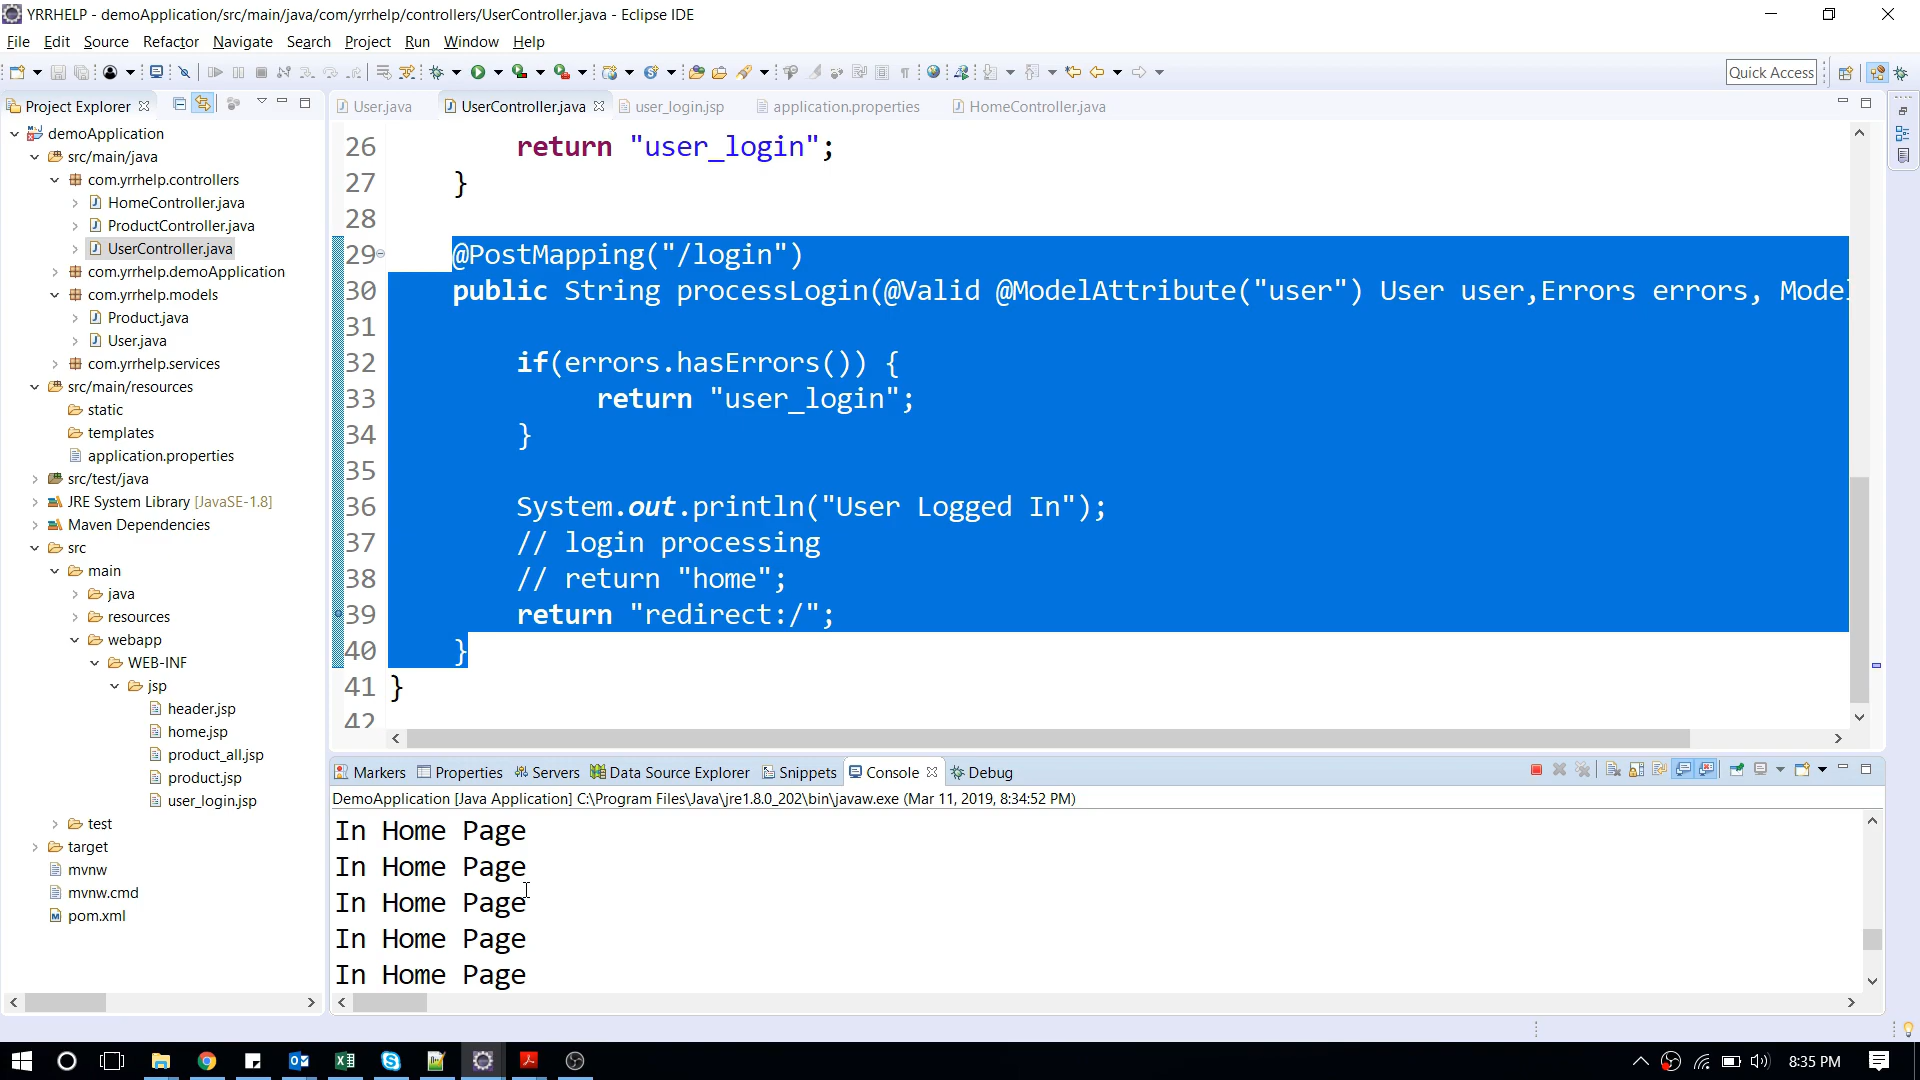 YRRHELP - demoApplication/src/main/java/com/yrrhelp/controllers/UserController.java - Eclipse IDE
File Edit Source Refactor Navigate Search Project Run Window Help
Quick Access
Project Explorer
User.java UserController.java user_login.jsp application.properties HomeController.java
demoApplication
src/main/java
com.yrrhelp.controllers
HomeController.java
ProductController.java
UserController.java
com.yrrhelp.demoApplication
com.yrrhelp.models
Product.java
User.java
com.yrrhelp.services
src/main/resources
static
templates
application.properties
src/test/java
JRE System Library [JavaSE-1.8]
Maven Dependencies
src
main
java
resources
webapp
WEB-INF
jsp
header.jsp
home.jsp
product_all.jsp
product.jsp
user_login.jsp
test
target
mvnw
mvnw.cmd
pom.xml
26 return "user_login";
27 }
28
29 @PostMapping("/login")
30 public String processLogin(@Valid @ModelAttribute("user") User user,Errors errors, Model
31
32 if(errors.hasErrors()) {
33 return "user_login";
34 }
35
36 System.out.println("User Logged In");
37 // login processing
38 // return "home";
39 return "redirect:/";
40 }
41 }
42
Markers Properties Servers Data Source Explorer Snippets Console Debug
DemoApplication [Java Application] C:\Program Files\Java\jre1.8.0_202\bin\javaw.exe (Mar 11, 2019, 8:34:52 PM)
In Home Page
In Home Page
In Home Page
In Home Page
In Home Page
8:35 PM